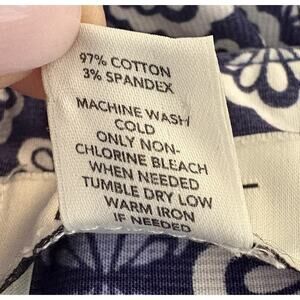 97% COTTON
3% SPANDEX
MACHINE WASH
COLD
ONLY NON-
CHLORINE BLEACH
WHEN NEEDED
TUMBLE DRY LOW
WARM IRON
IF NEEDED